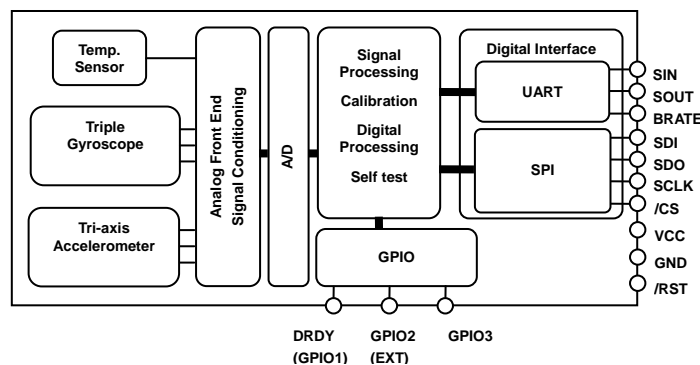 Temp.
Sensor
Triple
Gyroscope
Tri-axis
Accelerometer
Analog Front End
Signal Conditioning
A/D
Signal
Processing
Calibration
Digital
Processing
Self test
GPIO
Digital Interface
UART
SPI
SIN
SOUT
BRATE
SDI
SDO
SCLK
/CS
VCC
GND
/RST
DRDY
(GPIO1)
GPIO2
(EXT)
GPIO3